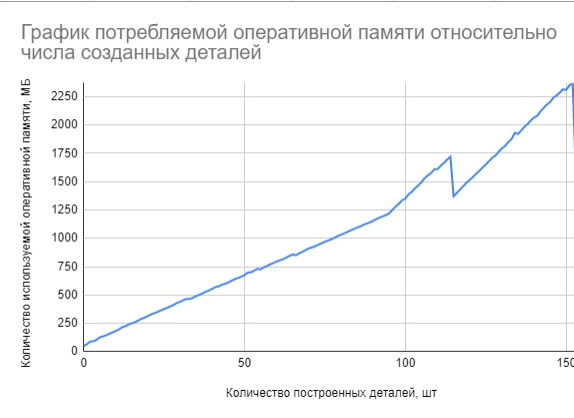 График потребляемой оперативной памяти относительно
числа созданных деталей
Количество используемой оперативной памяти, МБ
2250
2000
1750
1500
1250
1000
750
500
250
0
0 50 100 150
Количество построенных деталей, шт